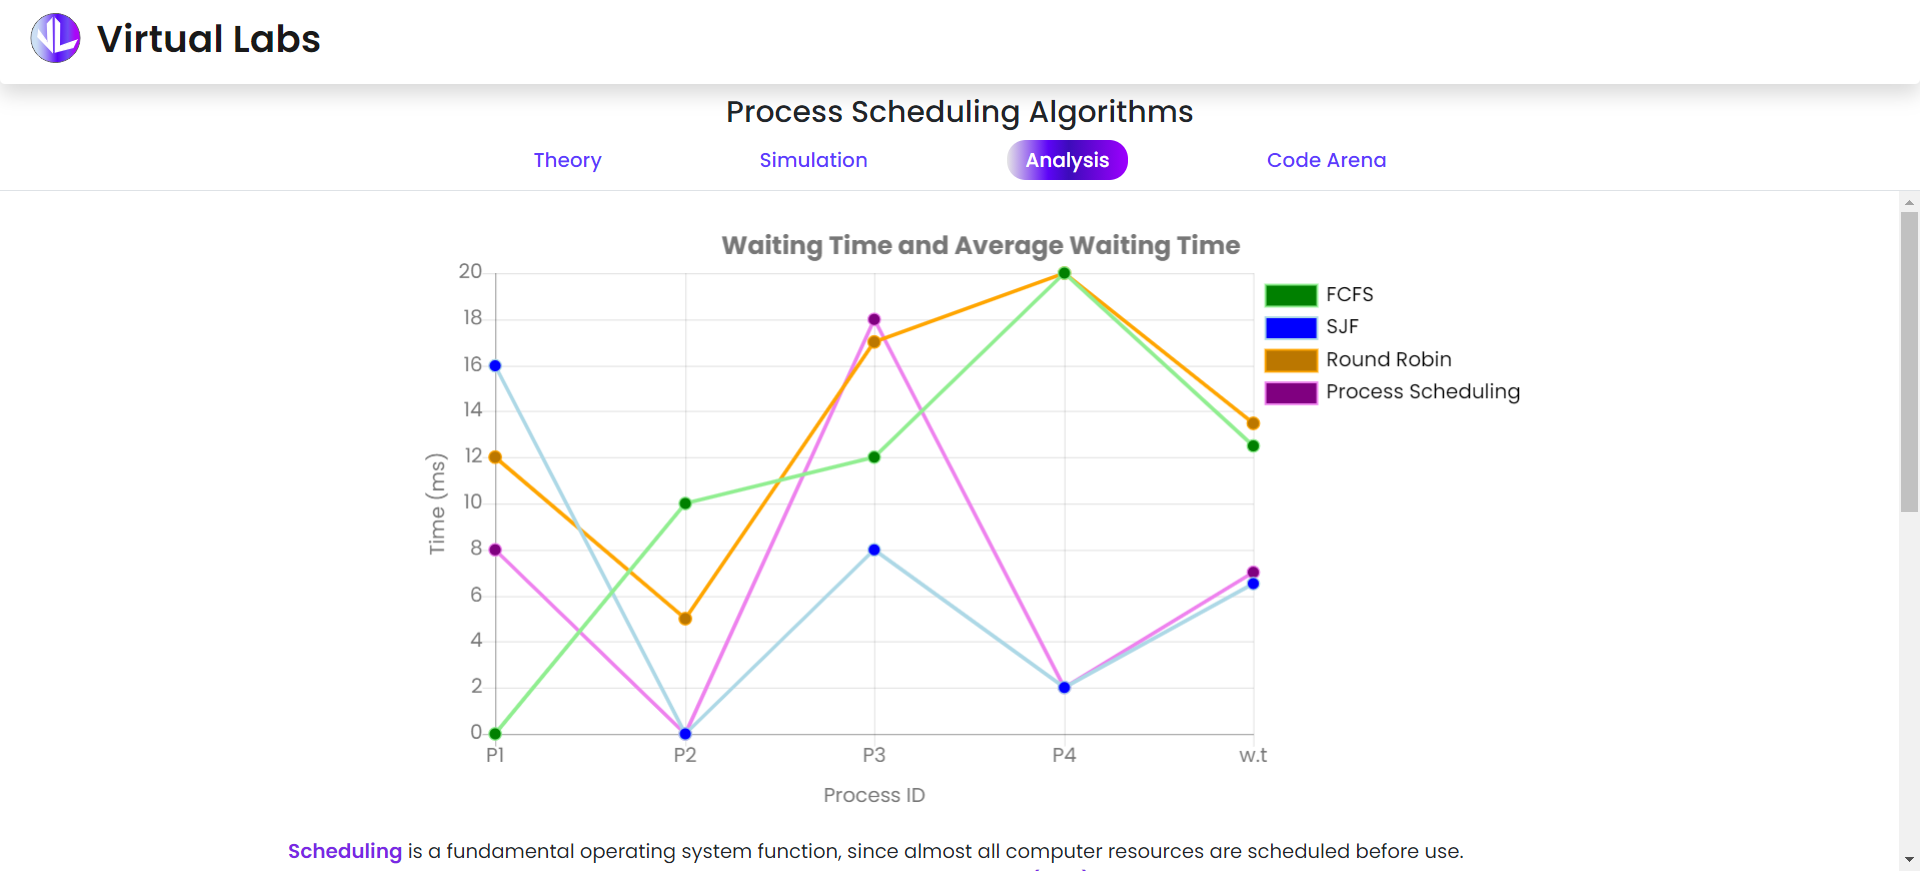 Virtual Labs
Process Scheduling Algorithms
Theory
Simulation
Analysis
Code Arena
Waiting Time and Average Waiting Time
20
18
16
14
12
10
8
6
4
2
0
Time (ms)
P1
P2
P3
P4
w.t
Process ID
FCFS
SJF
Round Robin
Process Scheduling
Scheduling is a fundamental operating system function, since almost all computer resources are scheduled before use.